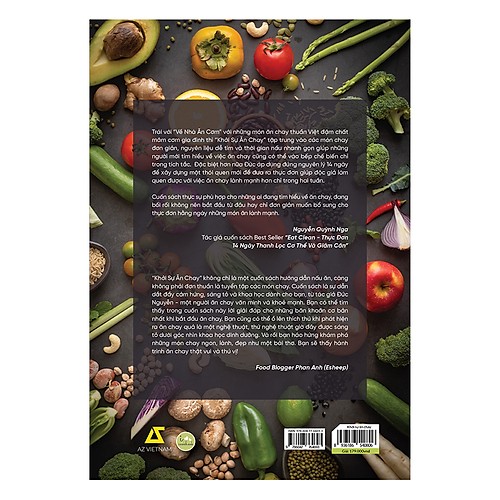 Trái với "Về Nhà Ăn Cơm" với những món ăn chay thuần Việt đậm chất
mâm cơm gia đình thì "Khởi Sự Ăn Chay" tập trung vào các món chay
đơn giản, nguyên liệu dễ tìm và thời gian nấu nhanh gọn giúp những
người mới tìm hiểu về việc ăn chay cũng có thể vào bếp chế biến chỉ
trong tích tắc. Đặc biệt hơn nữa Đức áp dụng đúng nguyên lý 14 ngày
để xây dựng một thói quen mới để đưa ra thực đơn giúp độc giả làm
quen được với việc ăn chay lành mạnh hơn chỉ trong hai tuần.
Cuốn sách thực sự phù hợp cho những ai đang tìm hiểu về ăn chay, đang
bối rối không nên bắt đầu từ đâu hay chỉ đơn giản muốn bổ sung cho
thực đơn hằng ngày những món ăn lành mạnh.
Nguyễn Quỳnh Nga
Tác giả cuốn sách Best Seller "Eat Clean - Thực Đơn
14 Ngày Thanh Lọc Cơ Thể Và Giảm Cân"
"Khởi Sự Ăn Chay" không chỉ là một cuốn sách hướng dẫn nấu ăn, càng
không phải đơn thuần là tuyển tập các món chay. Cuốn sách là sự dẫn
dắt đầy cảm hứng, sáng tỏ và khoa học dành cho bạn, từ tác giả Đức
Nguyễn - một người ăn chay văn minh và khoẻ mạnh. Bạn có thể tìm
thấy trong cuốn sách này lời giải đáp cho những băn khoăn cơ bản
nhất khi bắt đầu ăn chay. Bạn cũng có thể ồ lên thích thú khi phát hiện
ra ăn chay quả là một nghệ thuật, thứ nghệ thuật giờ đây được sáng
tỏ dưới góc nhìn khoa học dinh dưỡng. Và rồi bạn háo hứng khám phá
những món chay ngon, lành, đẹp như một bài thơ. Bạn sẽ thấy hành
trình ăn chay thật vui và thú vị!
Food Blogger Phan Anh (Esheep)
AZ VIETNAM
Giá: 179.000vnđ